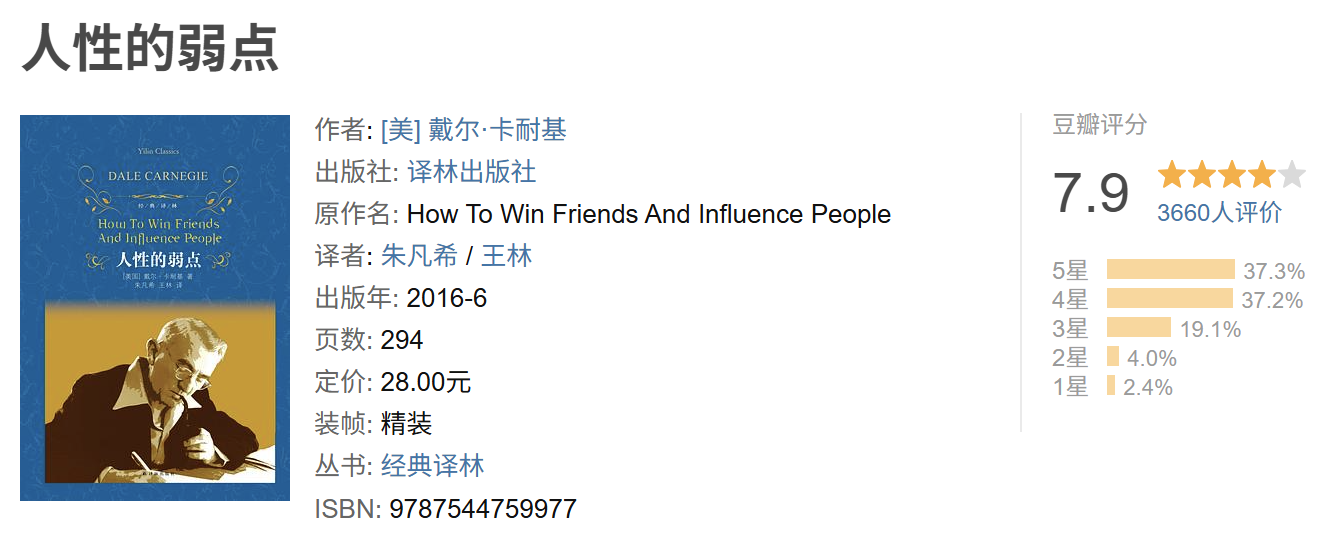 人性的弱点
Yilin Classics
DALE CARNEGIE
经/典/译/林
How To Win Friends
And Influence People
人性的弱点
[美国] 戴尔·卡耐基 著
朱凡希 王林 译
作者: [美] 戴尔·卡耐基
出版社: 译林出版社
原作名: How To Win Friends And Influence People
译者: 朱凡希 / 王林
出版年: 2016-6
页数: 294
定价: 28.00元
装帧: 精装
丛书: 经典译林
ISBN: 9787544759977
豆瓣评分
7.9
3660人评价
5星 37.3%
4星 37.2%
3星 19.1%
2星 4.0%
1星 2.4%